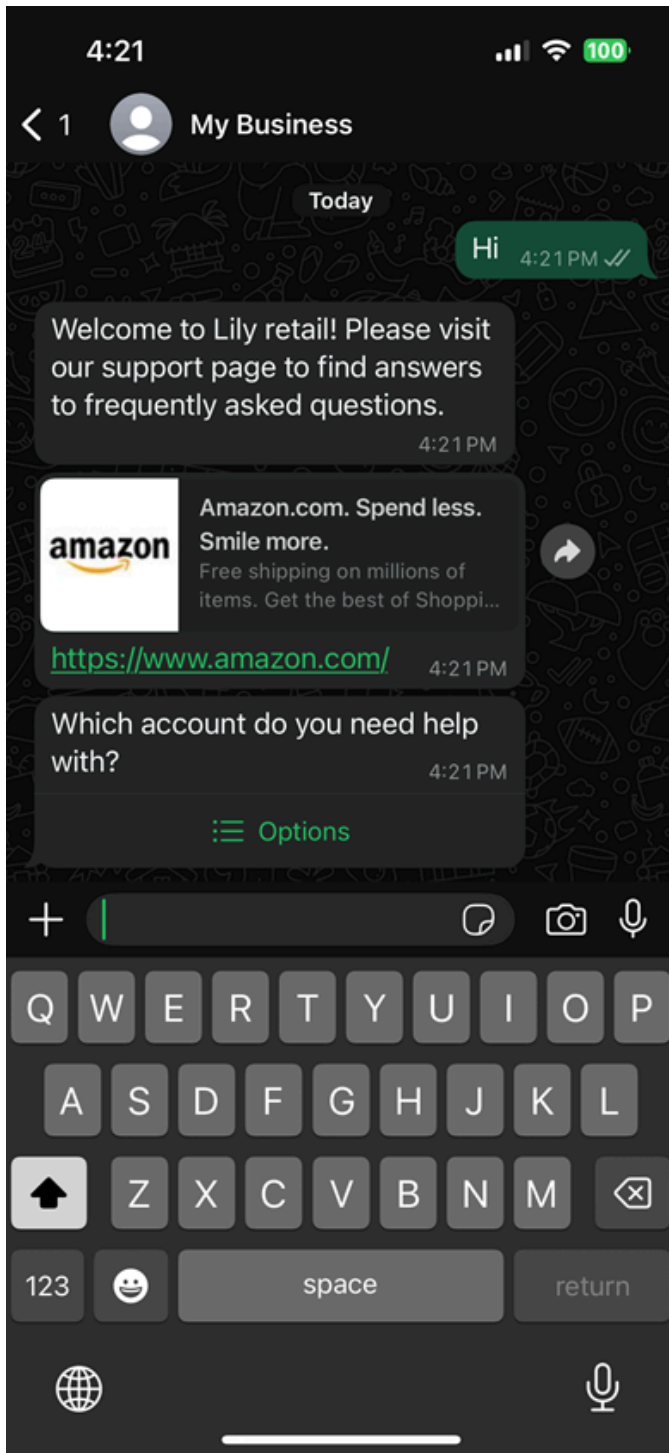 4:21
100
1
My Business
Today
Hi 4:21 PM
Welcome to Lily retail! Please visit
our support page to find answers
to frequently asked questions.
4:21 PM
amazon
Amazon.com. Spend less.
Smile more.
Free shipping on millions of
items. Get the best of Shoppi...
https://www.amazon.com/ 4:21 PM
Which account do you need help
with?
4:21 PM
Options
Q W E R T Y U I O P
A S D F G H J K L
Z X C V B N M
123 space return